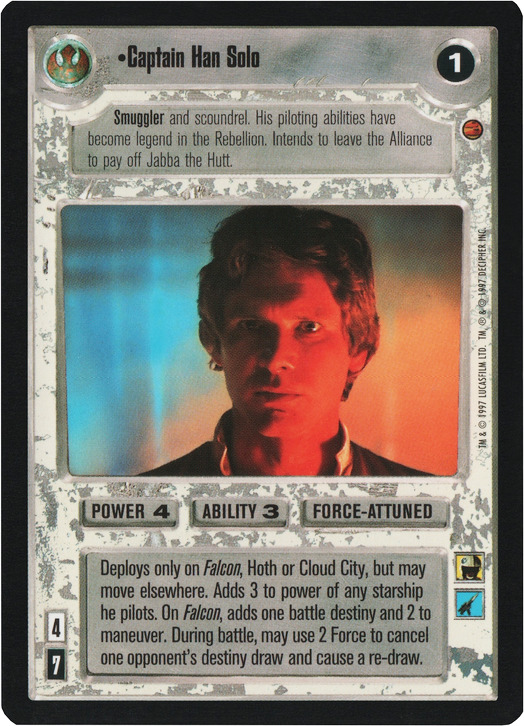 •Captain Han Solo
1
Smuggler and scoundrel. His piloting abilities have
become legend in the Rebellion. Intends to leave the Alliance
to pay off Jabba the Hutt.
TM & © 1997 LUCASFILM LTD. TM, ® & © 1997 DECIPHER INC.
POWER 4
ABILITY 3
FORCE-ATTUNED
Deploys only on Falcon, Hoth or Cloud City, but may
move elsewhere. Adds 3 to power of any starship
he pilots. On Falcon, adds one battle destiny and 2 to
maneuver. During battle, may use 2 Force to cancel
one opponent's destiny draw and cause a re-draw.
4
7